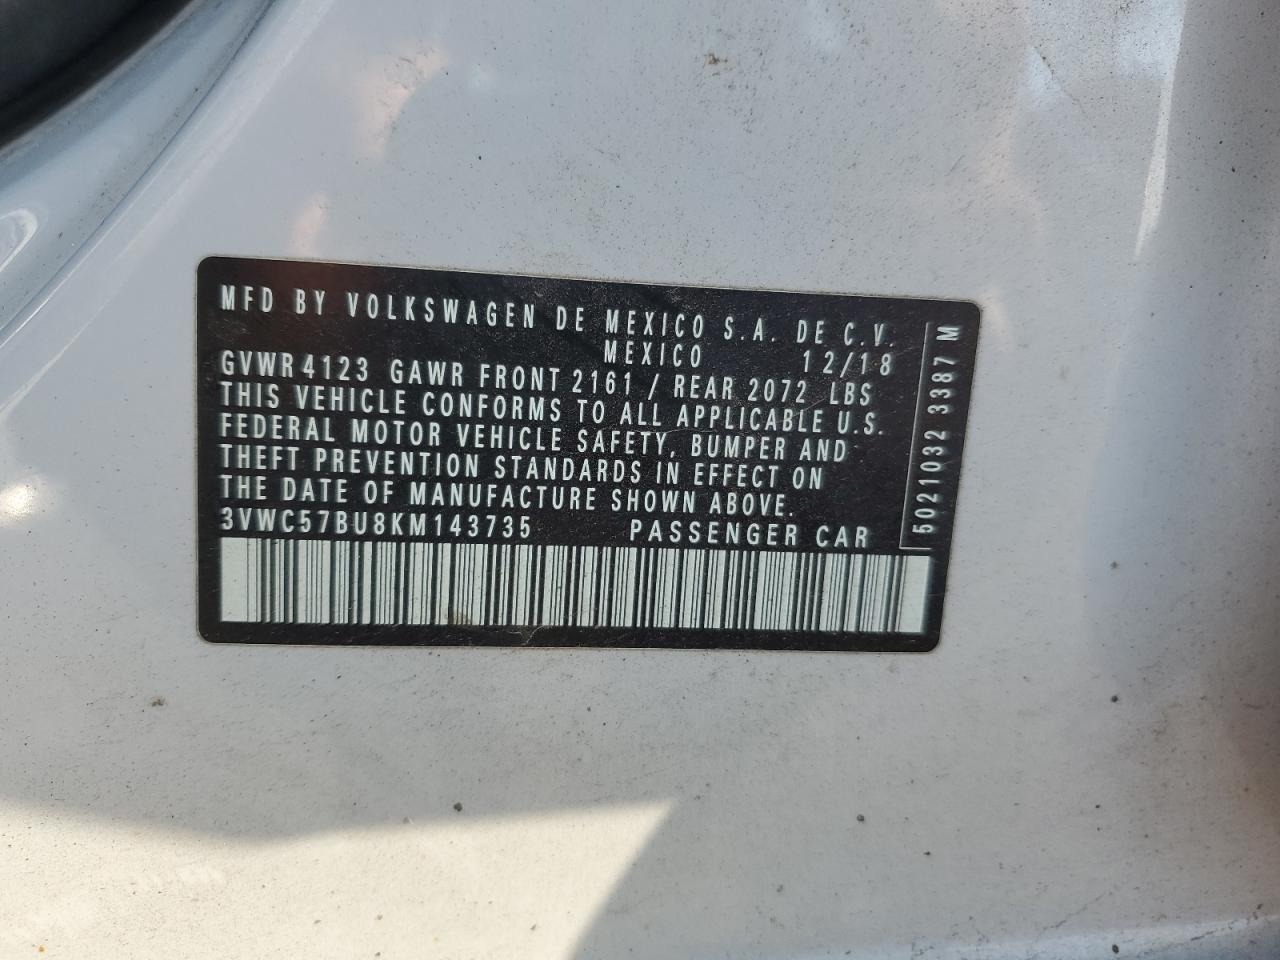 MFD BY VOLKSWAGEN DE MEXICO S.A. DE C.V.
MEXICO 12/18
GVWR 4123 GAWR FRONT 2161 / REAR 2072 LBS
THIS VEHICLE CONFORMS TO ALL APPLICABLE U.S.
FEDERAL MOTOR VEHICLE SAFETY, BUMPER AND
THEFT PREVENTION STANDARDS IN EFFECT ON
THE DATE OF MANUFACTURE SHOWN ABOVE.
3VWC57BU8KM143735 PASSENGER CAR
5021032 3387 M